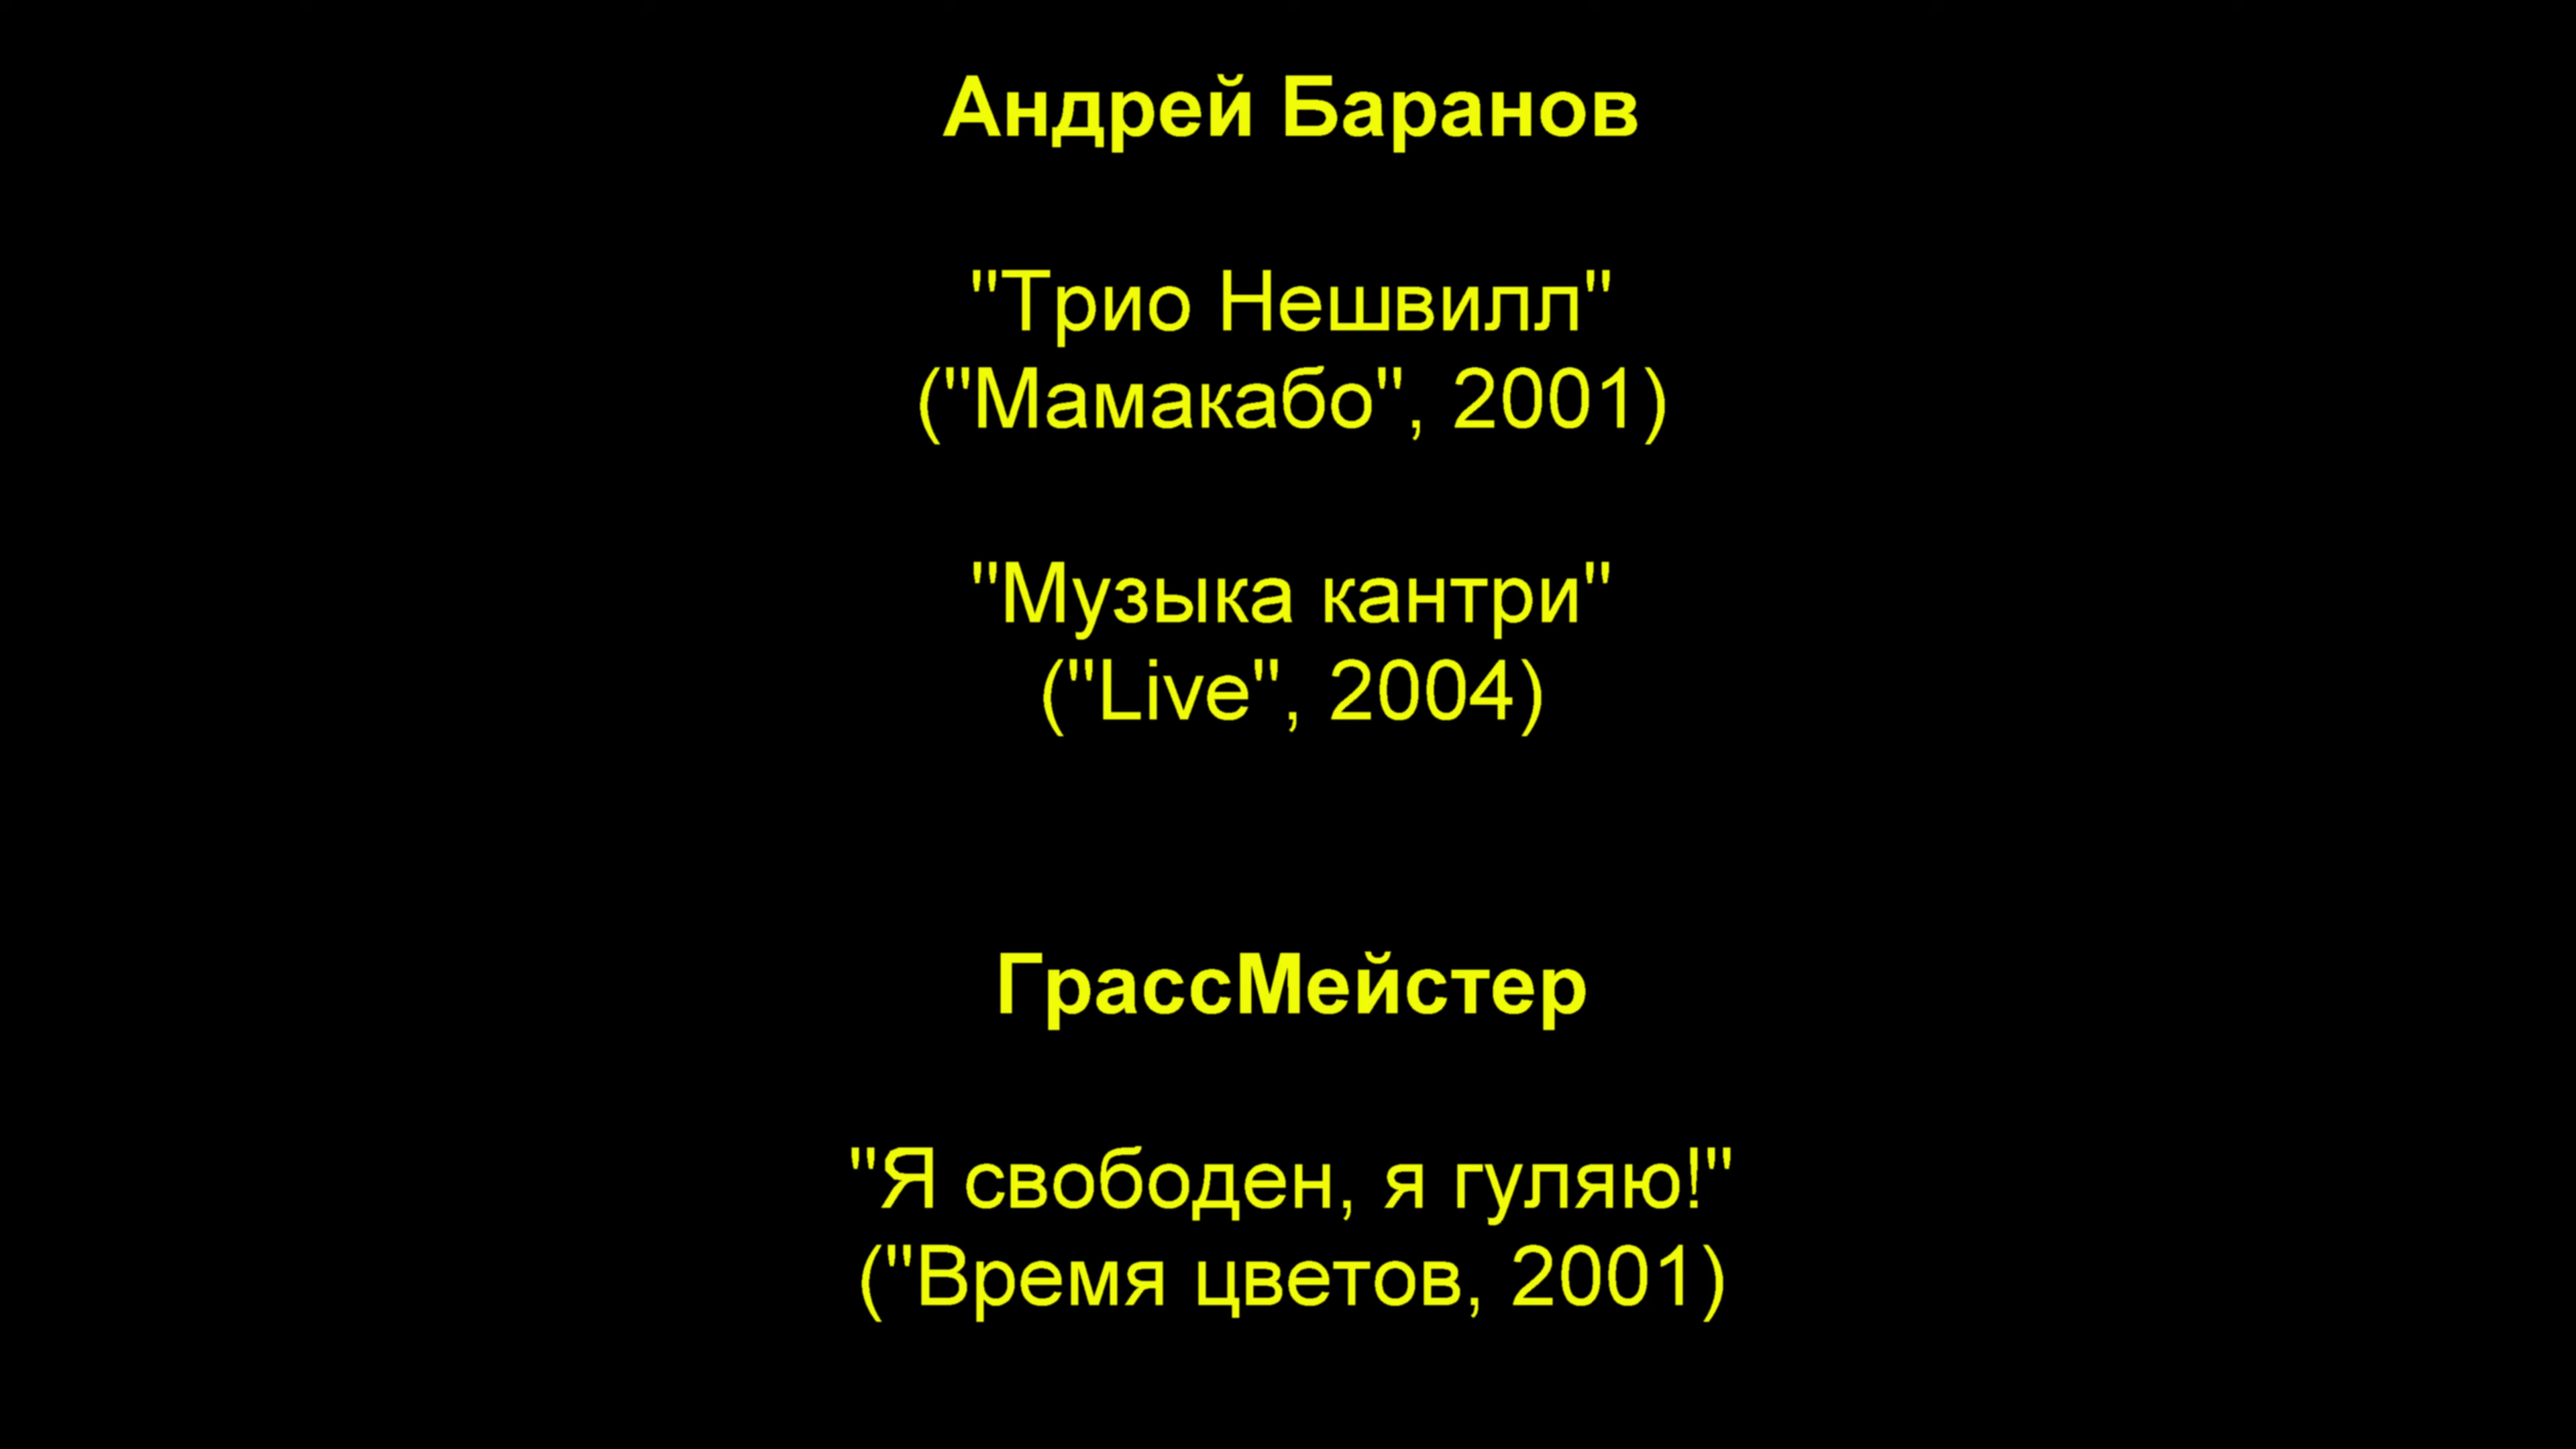 Андрей Баранов
"Трио Нешвилл"
("Мамакабо", 2001)
"Музыка кантри"
("Live", 2004)
ГрассМейстер
"Я свободен, я гуляю!"
("Время цветов, 2001)